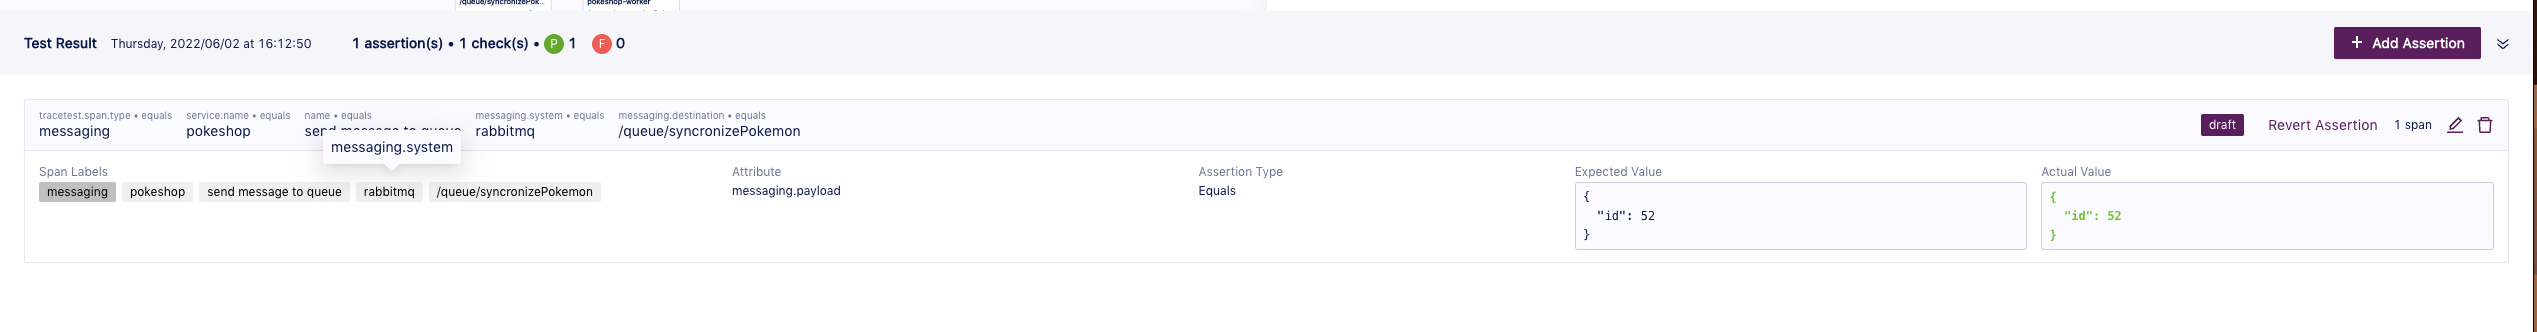 /queue/syncronizePok...
pokeshop-worker
Test Result Thursday, 2022/06/02 at 16:12:50 1 assertion(s) • 1 check(s) • P 1 F 0
+ Add Assertion
tracetest.span.type • equals service.name • equals name • equals messaging.system • equals messaging.destination • equals
messaging pokeshop send message to queue rabbitmq /queue/syncronizePokemon
draft Revert Assertion 1 span
messaging.system
Span Labels Attribute Assertion Type Expected Value Actual Value
messaging pokeshop send message to queue rabbitmq /queue/syncronizePokemon messaging.payload Equals
{ {
"id": 52 "id": 52
} }